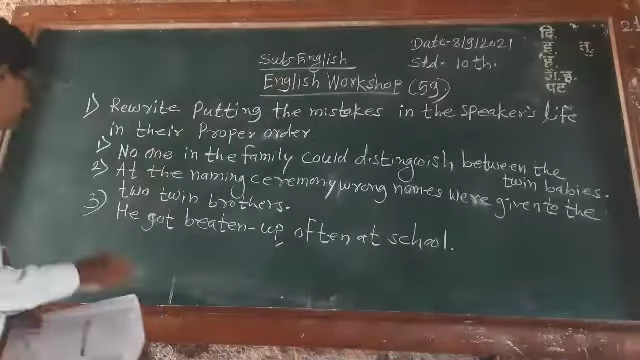 Date-8/9/2021
Sub-English
Std- 10th.
English Workshop (59)
1) Rewrite putting the mistakes in the speaker's life
in their Proper order
1) No one in the family could distinguish between the
twin babies.
2) At the naming ceremony, wrong names were given to the
two twin brothers.
3) He got beaten-up often at school.
दि.
इ.
तु.
पट
21